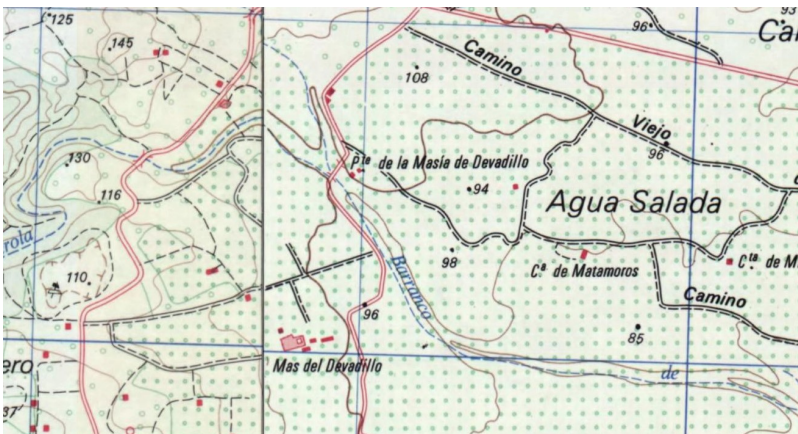 125
145
130
116
rola
110
ero
37
96
93
Ca
108
Camino
Viejo
96
Pte de la Masia de Devadillo
94
Agua Salada
98
Cª de Matamoros
Cta de M
Barranco
Camino
96
85
Mas del Devadillo
de